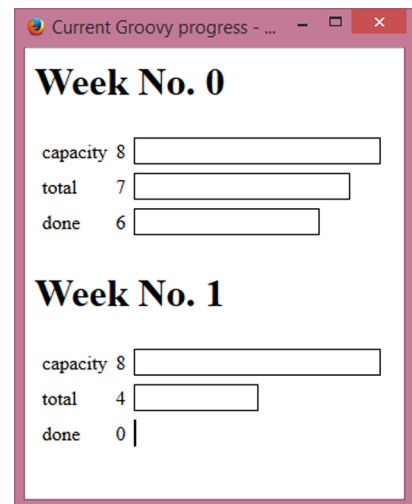 Current Groovy progress - ...
Week No. 0
capacity 8
total 7
done 6
Week No. 1
capacity 8
total 4
done 0